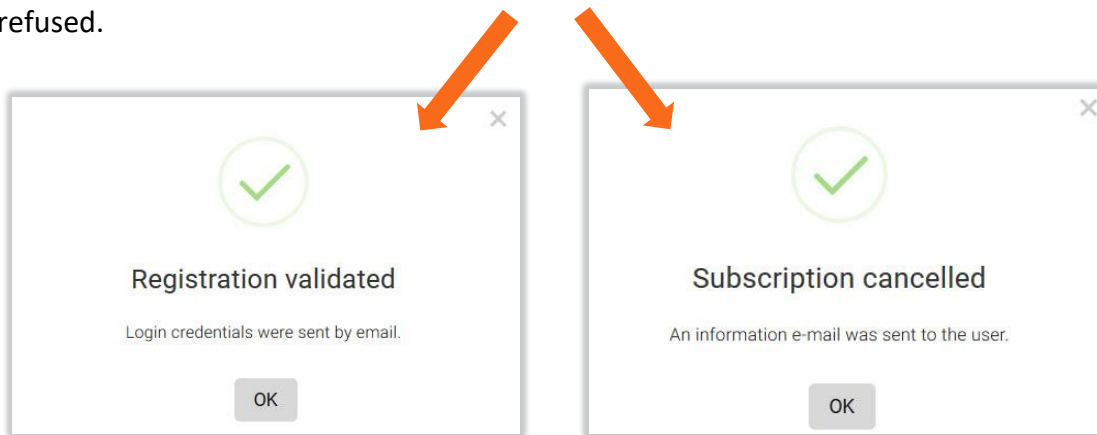 refused.
Registration validated
Login credentials were sent by email.
OK
Subscription cancelled
An information e-mail was sent to the user.
OK